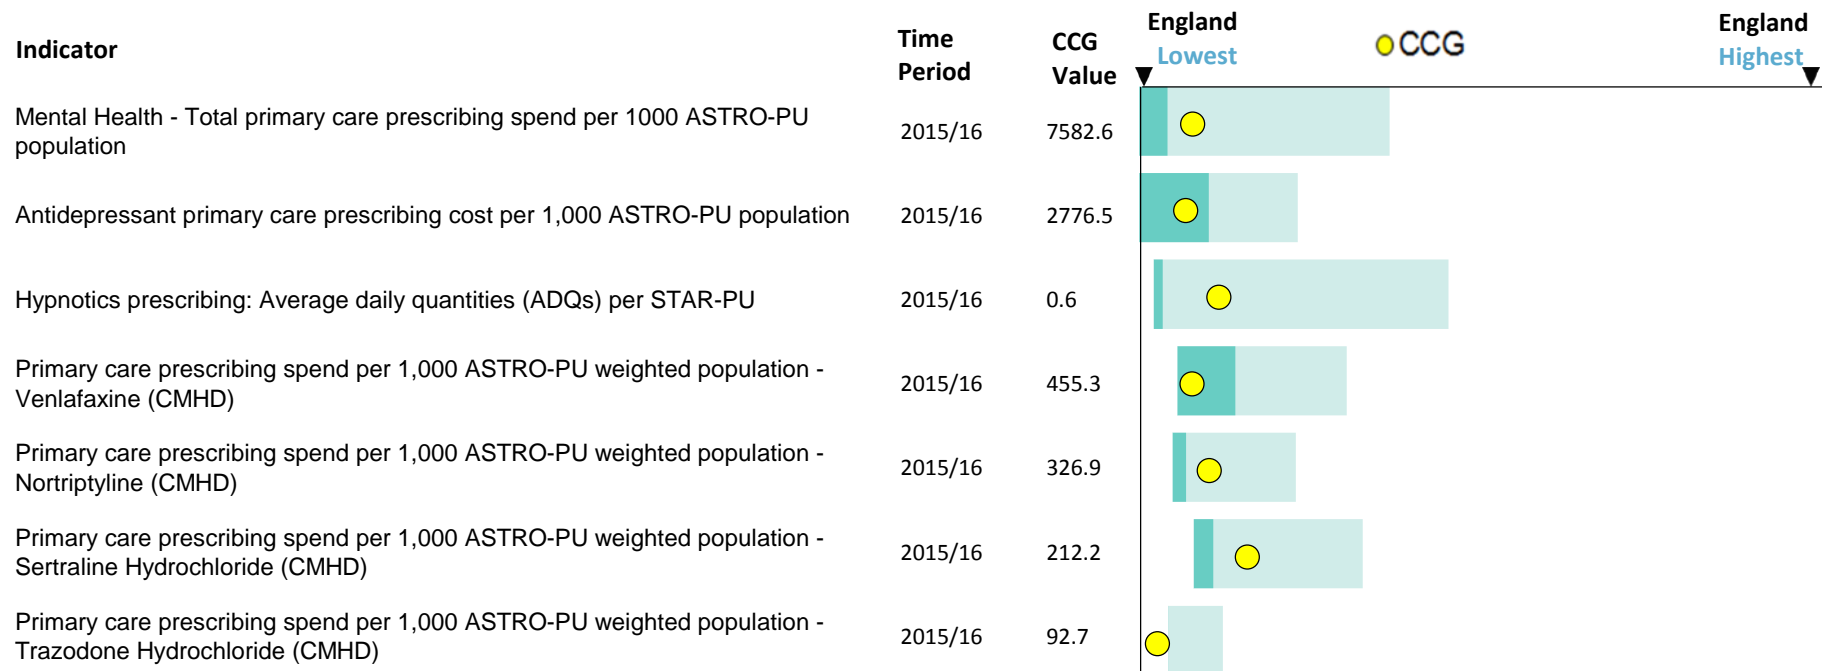 Indicator
Time
Period
CCG
Value
England
Lowest
CCG
England
Highest
Mental Health - Total primary care prescribing spend per 1000 ASTRO-PU
population
2015/16
7582.6
Antidepressant primary care prescribing cost per 1,000 ASTRO-PU population
2015/16
2776.5
Hypnotics prescribing: Average daily quantities (ADQs) per STAR-PU
2015/16
0.6
Primary care prescribing spend per 1,000 ASTRO-PU weighted population -
Venlafaxine (CMHD)
2015/16
455.3
Primary care prescribing spend per 1,000 ASTRO-PU weighted population -
Nortriptyline (CMHD)
2015/16
326.9
Primary care prescribing spend per 1,000 ASTRO-PU weighted population -
Sertraline Hydrochloride (CMHD)
2015/16
212.2
Primary care prescribing spend per 1,000 ASTRO-PU weighted population -
Trazodone Hydrochloride (CMHD)
2015/16
92.7